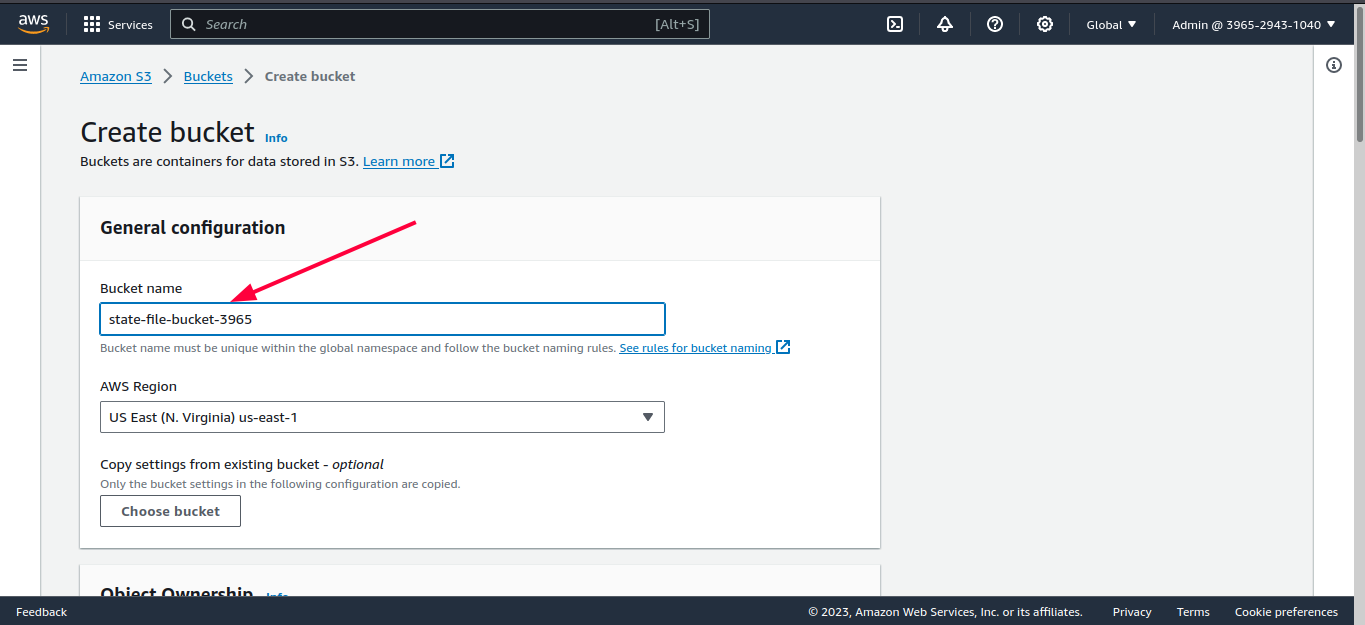 aws Services Search [Alt+S] Global Admin @ 3965-2943-1040
Amazon S3 Buckets Create bucket
Create bucket Info
Buckets are containers for data stored in S3. Learn more
General configuration
Bucket name
state-file-bucket-3965
Bucket name must be unique within the global namespace and follow the bucket naming rules. See rules for bucket naming
AWS Region
US East (N. Virginia) us-east-1
Copy settings from existing bucket - optional
Only the bucket settings in the following configuration are copied.
Choose bucket
Object Ownership Info
Feedback © 2023, Amazon Web Services, Inc. or its affiliates. Privacy Terms Cookie preferences